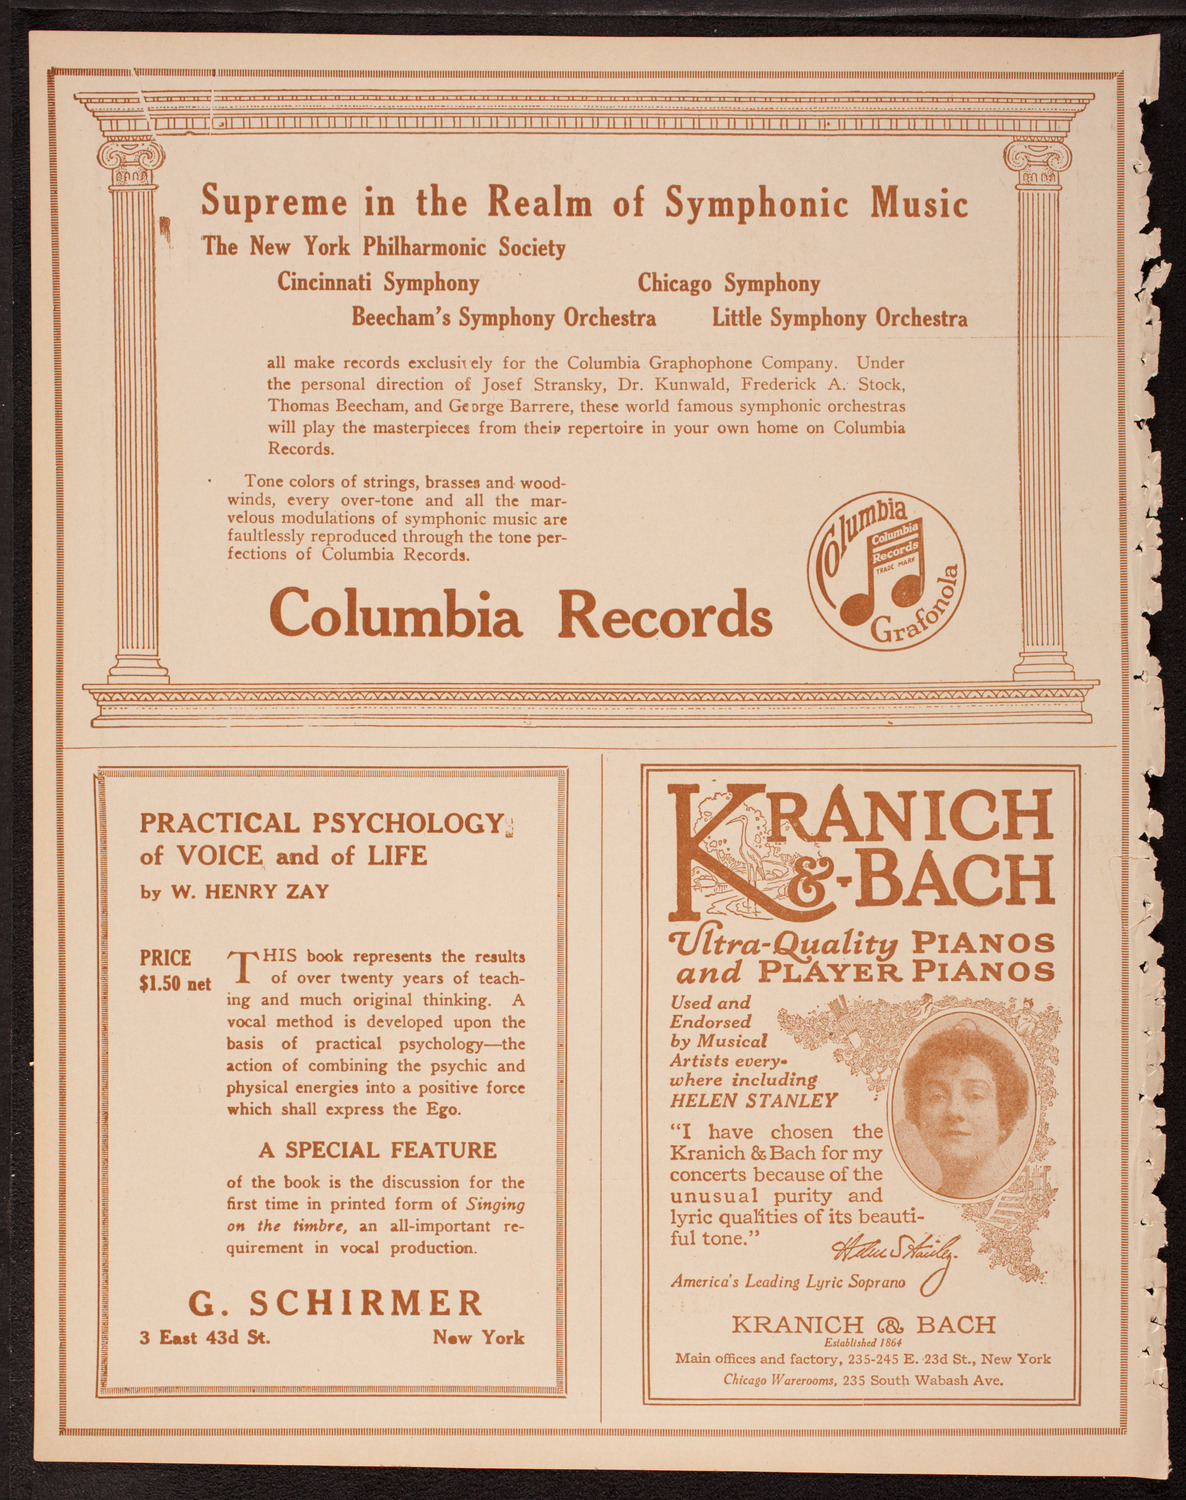 Supreme in the Realm of Symphonic Music
The New York Philharmonic Society
Cincinnati Symphony Chicago Symphony
Beecham's Symphony Orchestra Little Symphony Orchestra
all make records exclusively for the Columbia Graphophone Company. Under
the personal direction of Josef Stransky, Dr. Kunwald, Frederick A. Stock,
Thomas Beecham, and George Barrere, these world famous symphonic orchestras
will play the masterpieces from their repertoire in your own home on Columbia
Records.
Tone colors of strings, brasses and wood-
winds, every over-tone and all the mar-
velous modulations of symphonic music are
faultlessly reproduced through the tone per-
fections of Columbia Records.
Columbia Records
Columbia
Columbia
Records
TRADE MARK
Grafonola
PRACTICAL PSYCHOLOGY
of VOICE and of LIFE
by W. HENRY ZAY
PRICE
$1.50 net
THIS book represents the results
of over twenty years of teach-
ing and much original thinking. A
vocal method is developed upon the
basis of practical psychology—the
action of combining the psychic and
physical energies into a positive force
which shall express the Ego.
A SPECIAL FEATURE
of the book is the discussion for the
first time in printed form of Singing
on the timbre, an all-important re-
quirement in vocal production.
G. SCHIRMER
3 East 43d St. New York
KRANICH
&-BACH
Ultra-Quality PIANOS
and PLAYER PIANOS
Used and
Endorsed
by Musical
Artists every-
where including
HELEN STANLEY
"I have chosen the
Kranich & Bach for my
concerts because of the
unusual purity and
lyric qualities of its beauti-
ful tone."
Helen Stanley.
America's Leading Lyric Soprano
KRANICH & BACH
Established 1864
Main offices and factory, 235-245 E. 23d St., New York
Chicago Warerooms, 235 South Wabash Ave.